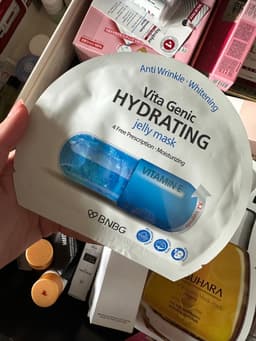 Anti Wrinkle · Whitening
Vita Genic
HYDRATING
jelly mask
4 Free Prescription · Moisturizing
VITAMIN E
BNBG
UHARA